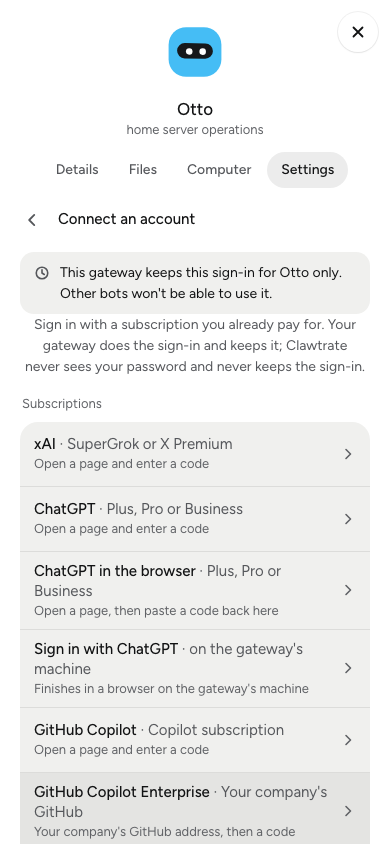 Otto
home server operations
Details Files Computer Settings
Connect an account
This gateway keeps this sign-in for Otto only.
Other bots won't be able to use it.
Sign in with a subscription you already pay for. Your
gateway does the sign-in and keeps it; Clawtrate
never sees your password and never keeps the sign-in.
Subscriptions
xAI · SuperGrok or X Premium
Open a page and enter a code
ChatGPT · Plus, Pro or Business
Open a page and enter a code
ChatGPT in the browser · Plus, Pro or
Business
Open a page, then paste a code back here
Sign in with ChatGPT · on the gateway's
machine
Finishes in a browser on the gateway's machine
GitHub Copilot · Copilot subscription
Open a page and enter a code
GitHub Copilot Enterprise · Your company's
GitHub
Your company's GitHub address, then a code